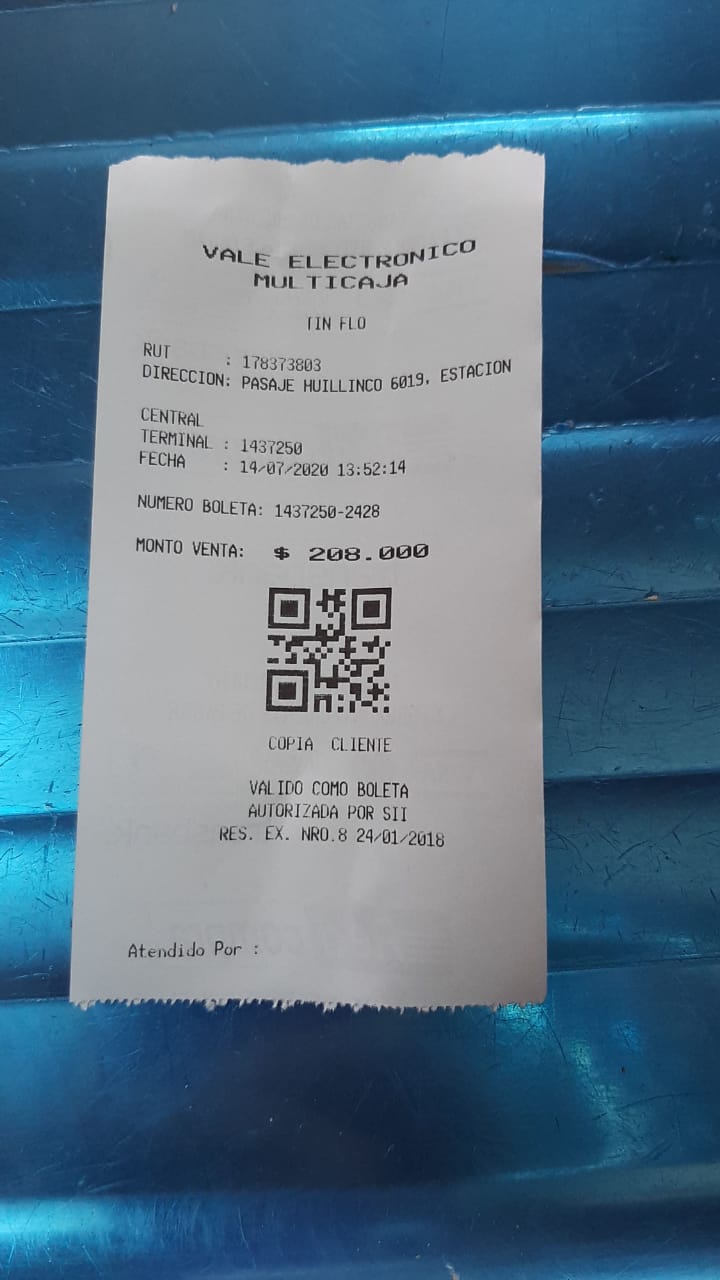 VALE ELECTRONICO
MULTICAJA
TIN FLO
RUT : 178373803
DIRECCION: PASAJE HUILLINCO 6019, ESTACION
CENTRAL
TERMINAL : 1437250
FECHA : 14/07/2020 13:52:14
NUMERO BOLETA: 1437250-2428
MONTO VENTA: $ 208.000
COPIA CLIENTE
VALIDO COMO BOLETA
AUTORIZADA POR SII
RES. EX. NRO.8 24/01/2018
Atendido Por :